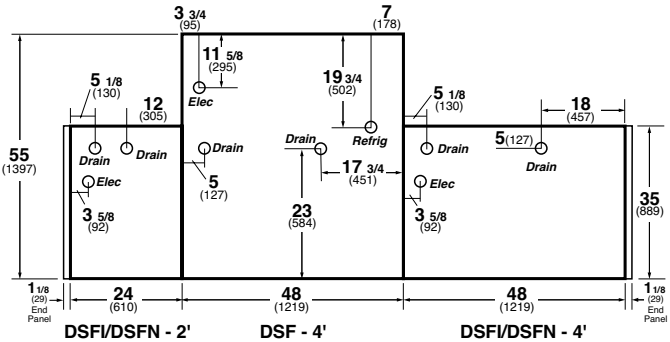 3 3/4
(95)
7
(178)
11 5/8
(295)
19 3/4
(502)
5 1/8
(130)
12
(305)
Elec
5 1/8
(130)
18
(457)
55
(1397)
Drain
Drain
Drain
Drain
Refrig
Drain
5(127)
Drain
Elec
5
(127)
17 3/4
(451)
Elec
3 5/8
(92)
23
(584)
3 5/8
(92)
35
(889)
1 1/8
(29)
End
Panel
24
(610)
48
(1219)
48
(1219)
1 1/8
(29)
End
Panel
DSFI/DSFN - 2'
DSF - 4'
DSFI/DSFN - 4'